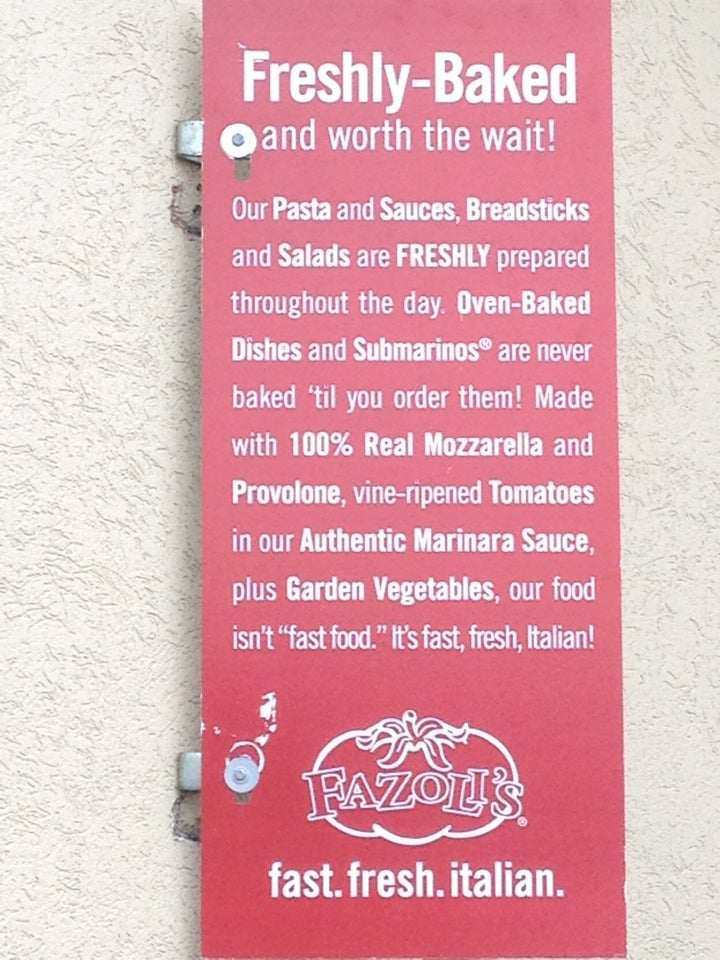 Freshly-Baked
and worth the wait!
Our Pasta and Sauces, Breadsticks
and Salads are FRESHLY prepared
throughout the day. Oven-Baked
Dishes and Submarinos® are never
baked ‘til you order them! Made
with 100% Real Mozzarella and
Provolone, vine-ripened Tomatoes
in our Authentic Marinara Sauce,
plus Garden Vegetables, our food
isn't “fast food.” It's fast, fresh, Italian!
FAZOLI'S®
fast. fresh. italian.